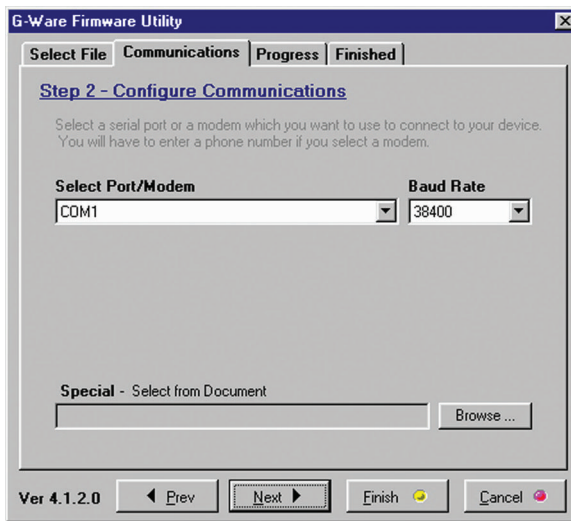 G-Ware Firmware Utility
Select File Communications Progress Finished
Step 2 - Configure Communications
Select a serial port or a modem which you want to use to connect to your device.
You will have to enter a phone number if you select a modem.
Select Port/Modem Baud Rate
COM1 38400
Special - Select from Document
Browse ...
Ver 4.1.2.0 Prev Next Finish Cancel